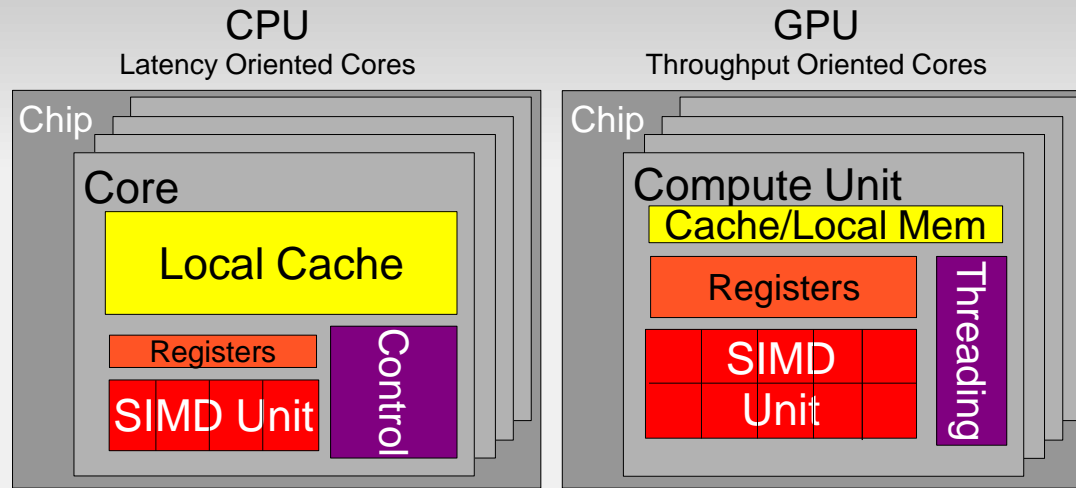 CPU
Latency Oriented Cores
Chip
Core
Local Cache
Registers
SIMD Unit
Control
GPU
Throughput Oriented Cores
Chip
Compute Unit
Cache/Local Mem
Registers
SIMD
Unit
Threading